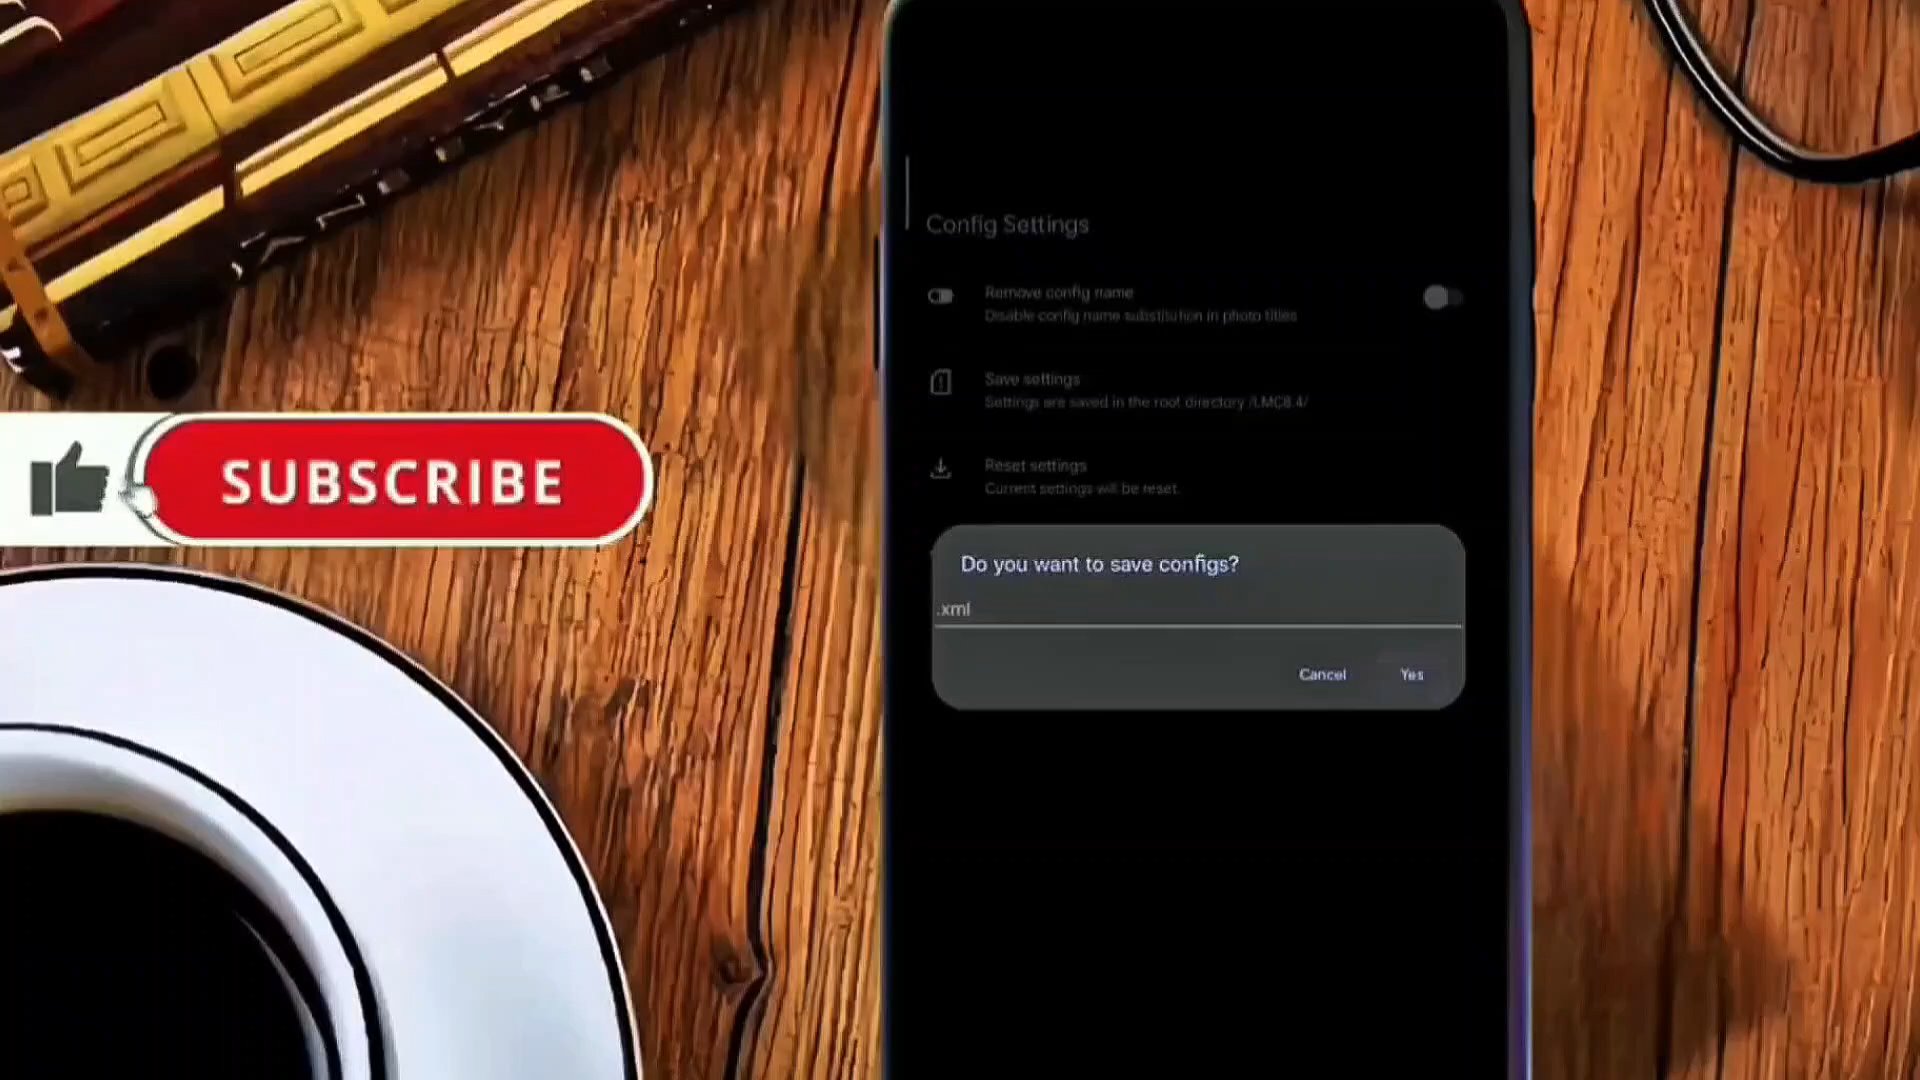 SUBSCRIBE
Config Settings
Remove config name
Disable config name substitution in photo titles
Save settings
Settings are saved in the root directory /LMC8.4/
Reset settings
Current settings will be reset.
Do you want to save configs?
.xml
Cancel
Yes